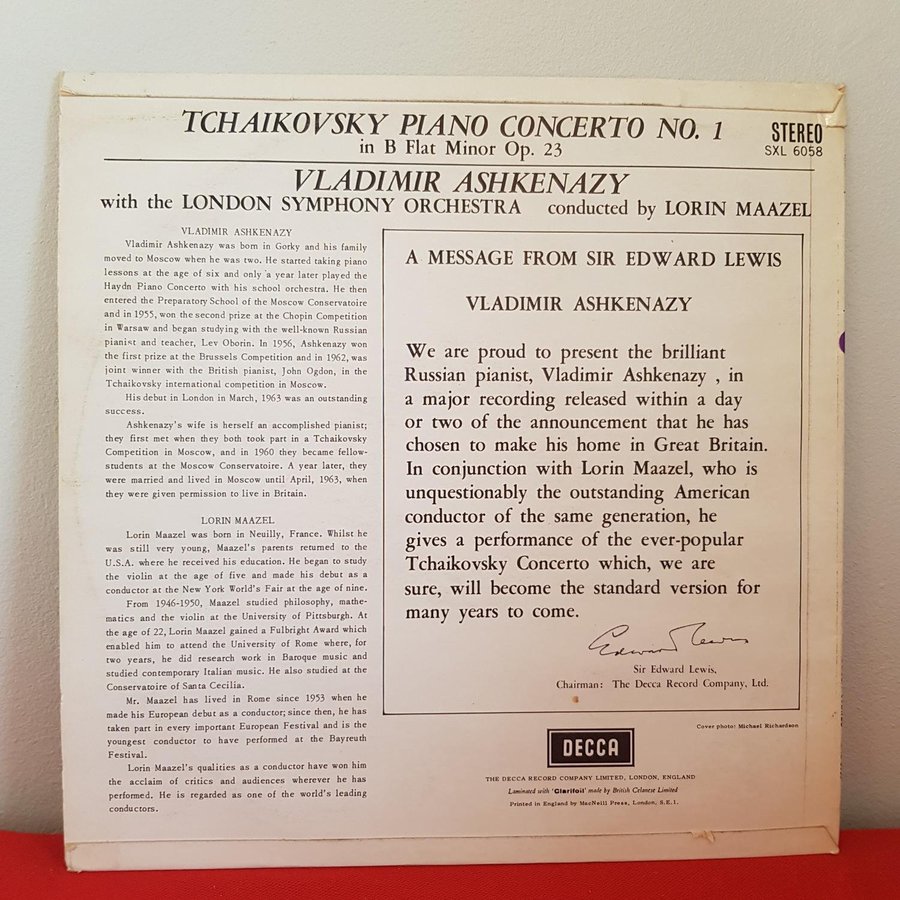 TCHAIKOVSKY PIANO CONCERTO NO. 1
in B Flat Minor Op. 23
STEREO
SXL 6058
VLADIMIR ASHKENAZY
with the LONDON SYMPHONY ORCHESTRA conducted by LORIN MAAZEL
VLADIMIR ASHKENAZY
Vladimir Ashkenazy was born in Gorky and his family
moved to Moscow when he was two. He started taking piano
lessons at the age of six and only a year later played the
Haydn Piano Concerto with his school orchestra. He then
entered the Preparatory School of the Moscow Conservatoire
and in 1955, won the second prize at the Chopin Competition
in Warsaw and began studying with the well-known Russian
pianist and teacher, Lev Oborin. In 1956, Ashkenazy won
the first prize at the Brussels Competition and in 1962, was
joint winner with the British pianist, John Ogdon, in the
Tchaikovsky international competition in Moscow.
His debut in London in March, 1963 was an outstanding
success.
Ashkenazy's wife is herself an accomplished pianist;
they first met when they both took part in a Tchaikovsky
Competition in Moscow, and in 1960 they became fellow-
students at the Moscow Conservatoire. A year later, they
were married and lived in Moscow until April, 1963, when
they were given permission to live in Britain.
LORIN MAAZEL
Lorin Maazel was born in Neuilly, France. Whilst he
was still very young, Maazel's parents returned to the
U.S.A. where he received his education. He began to study
the violin at the age of five and made his debut as a
conductor at the New York World's Fair at the age of nine.
From 1946-1950, Maazel studied philosophy, mathe-
matics and the violin at the University of Pittsburgh. At
the age of 22, Lorin Maazel gained a Fulbright Award which
enabled him to attend the University of Rome where, for
two years, he did research work in Baroque music and
studied contemporary Italian music. He also studied at the
Conservatoire of Santa Cecilia.
Mr. Maazel has lived in Rome since 1953 when he
made his European debut as a conductor; since then, he has
taken part in every important European Festival and is the
youngest conductor to have performed at the Bayreuth
Festival.
Lorin Maazel's qualities as a conductor have won him
the acclaim of critics and audiences wherever he has
performed. He is regarded as one of the world's leading
conductors.
A MESSAGE FROM SIR EDWARD LEWIS
VLADIMIR ASHKENAZY
We are proud to present the brilliant
Russian pianist, Vladimir Ashkenazy , in
a major recording released within a day
or two of the announcement that he has
chosen to make his home in Great Britain.
In conjunction with Lorin Maazel, who is
unquestionably the outstanding American
conductor of the same generation, he
gives a performance of the ever-popular
Tchaikovsky Concerto which, we are
sure, will become the standard version for
many years to come.
Edward Lewis
Sir Edward Lewis,
Chairman: The Decca Record Company, Ltd.
Cover photo: Michael Richardson
DECCA
THE DECCA RECORD COMPANY LIMITED, LONDON, ENGLAND
Laminated with 'Clarifoil' made by British Celanese Limited
Printed in England by MacNeill Press, London, S.E.1.